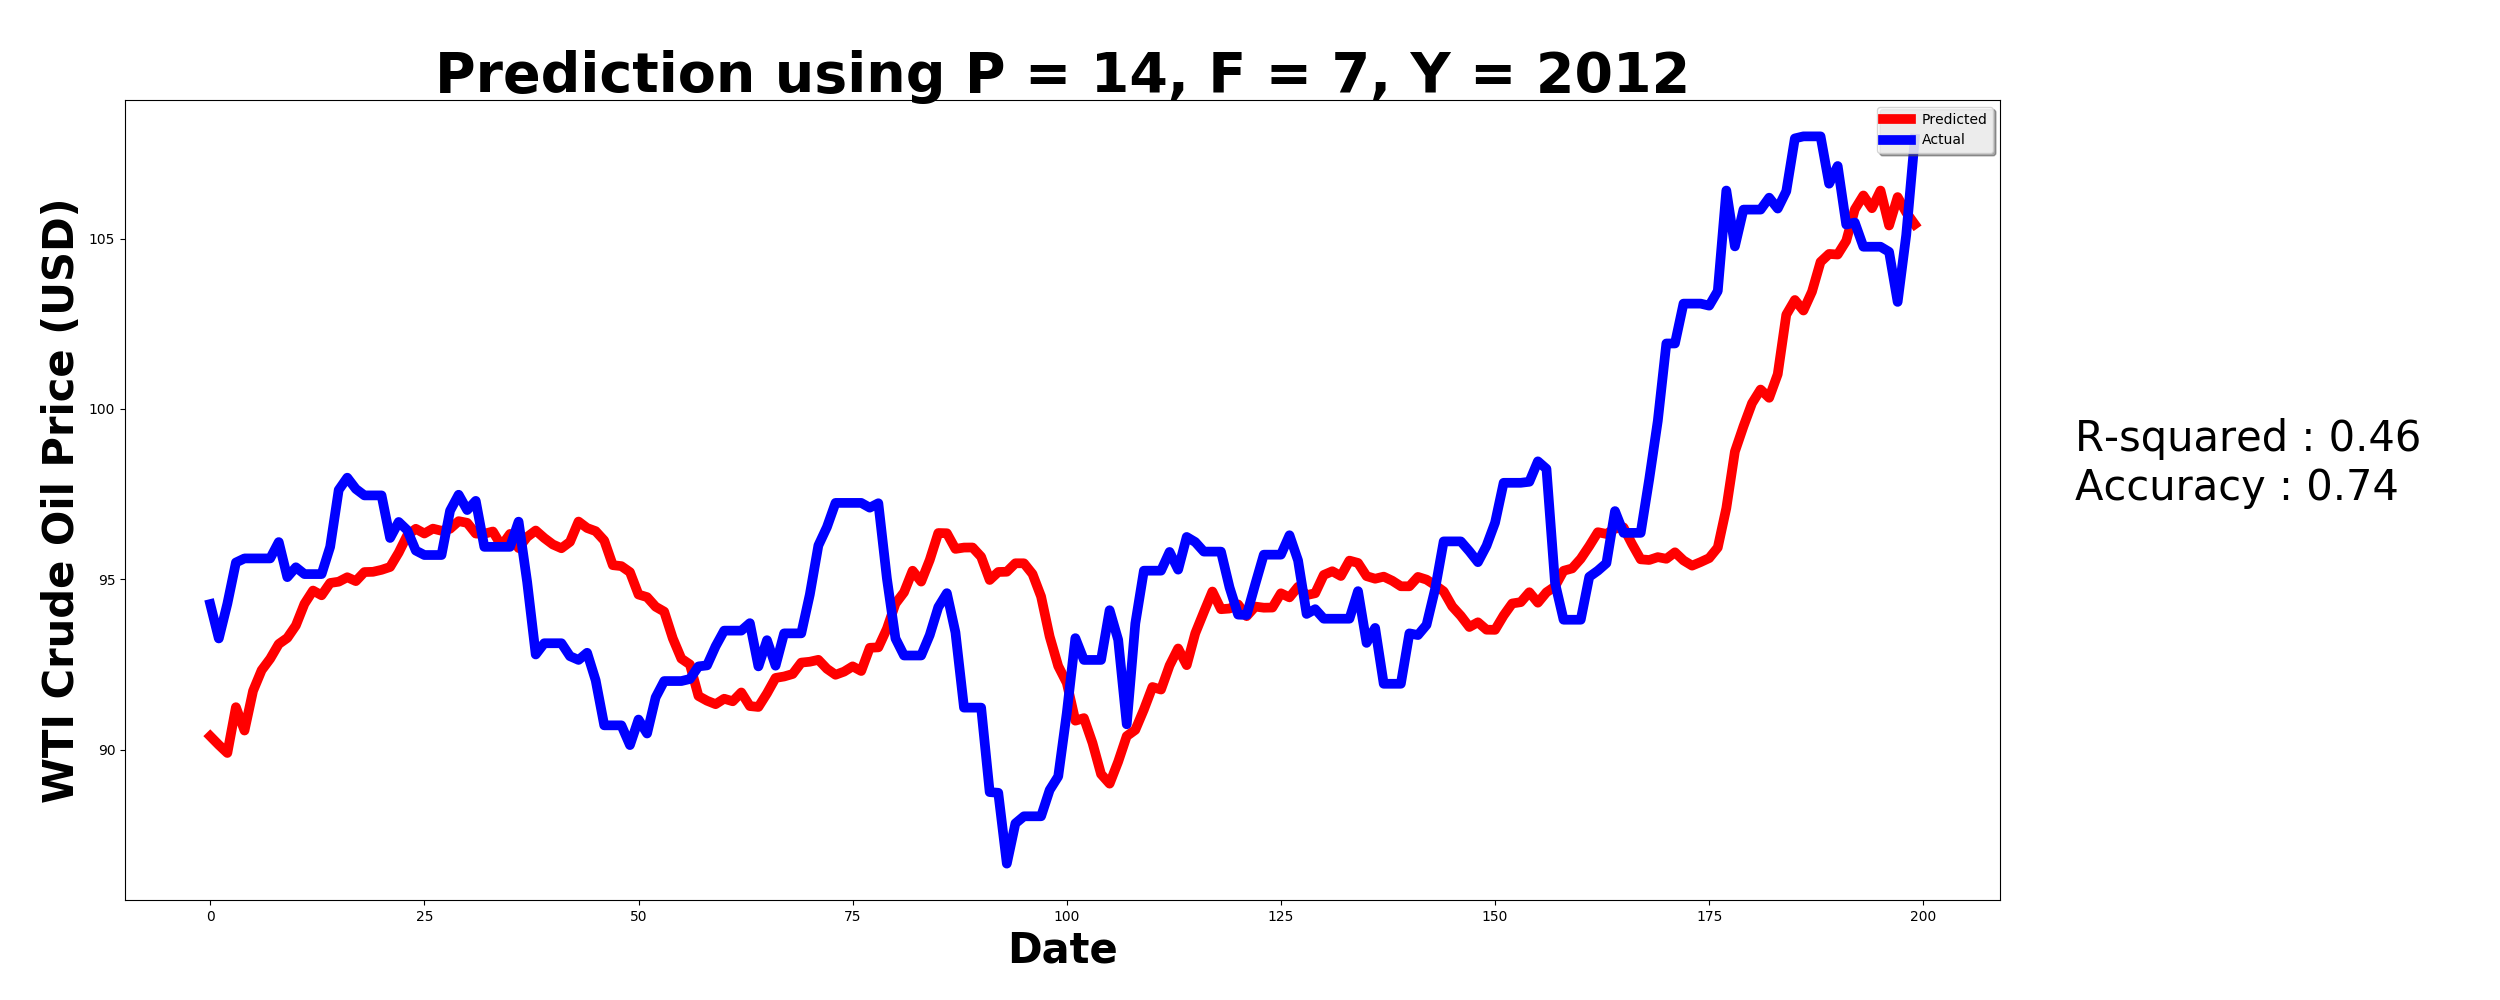 Prediction using P = 14, F = 7, Y = 2012
Predicted
Actual
WTI Crude Oil Price (USD)
105
100
95
90
R-squared : 0.46
Accuracy : 0.74
0 25 50 75 100 125 150 175 200
Date